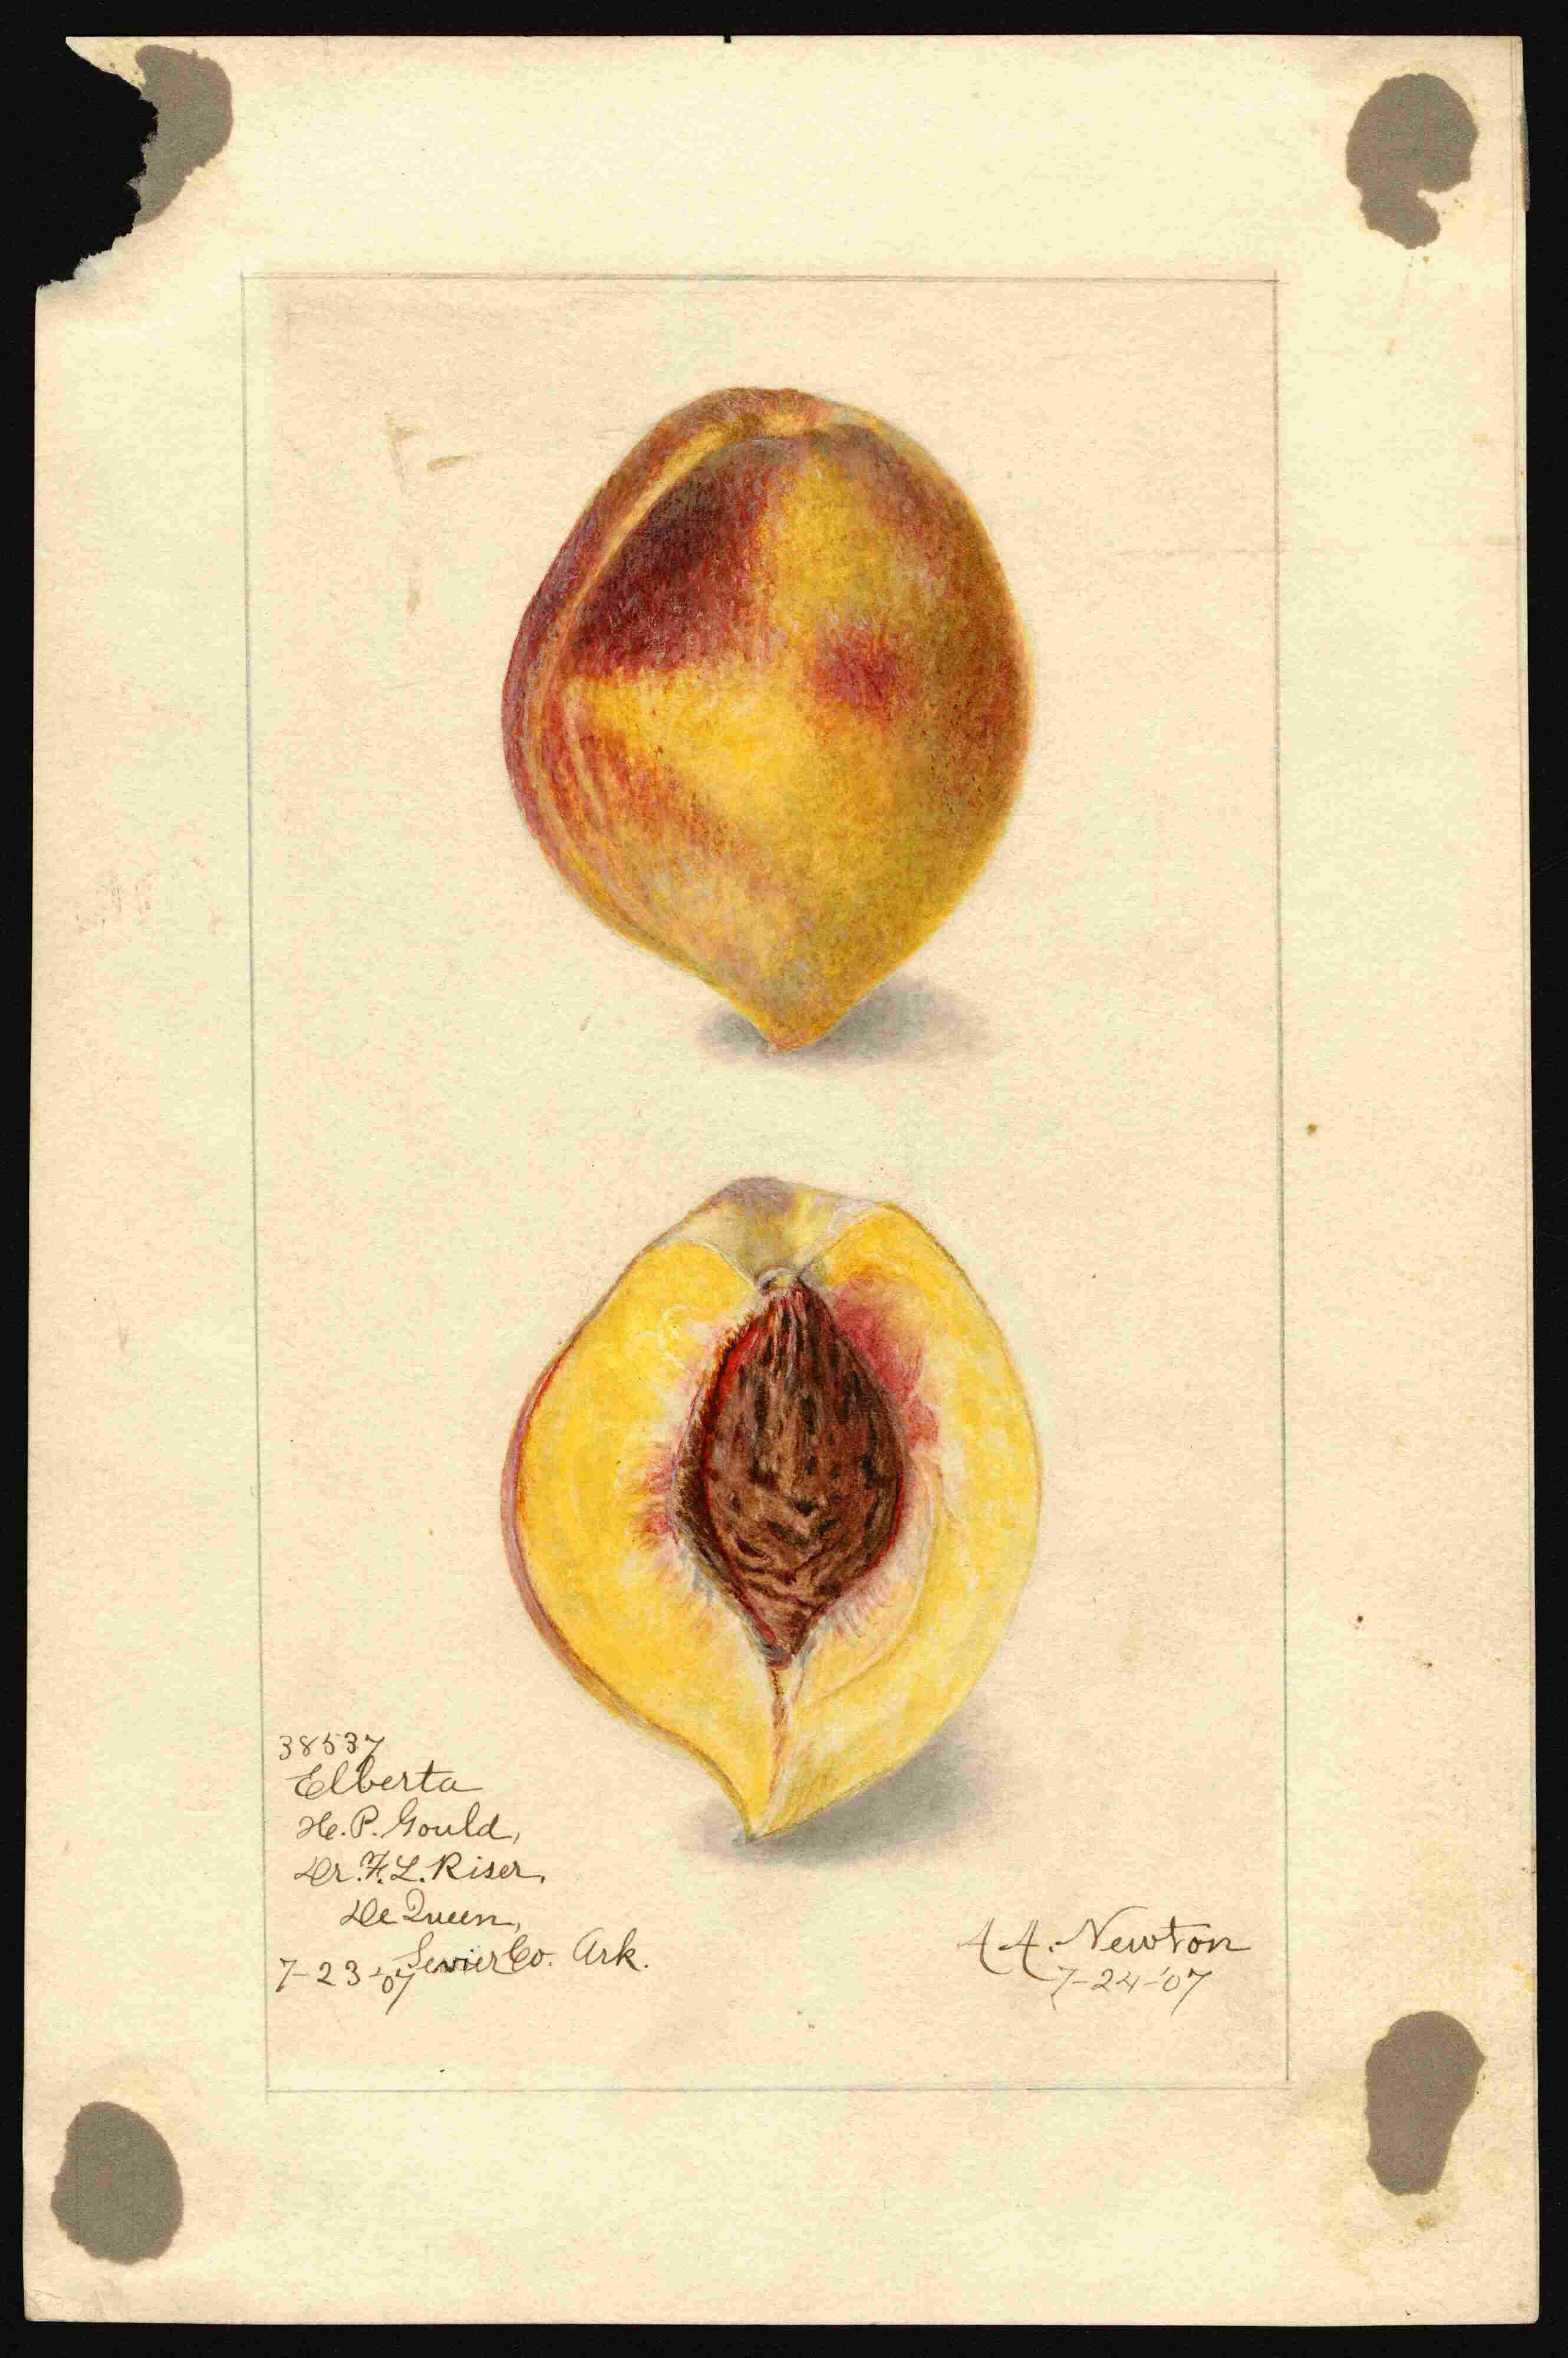 38537
Elberta
H. P. Gould,
Dr. F. L. Riser,
De Queen,
Sevier Co. Ark.
7-23-'07
A. A. Newton
7-24-'07